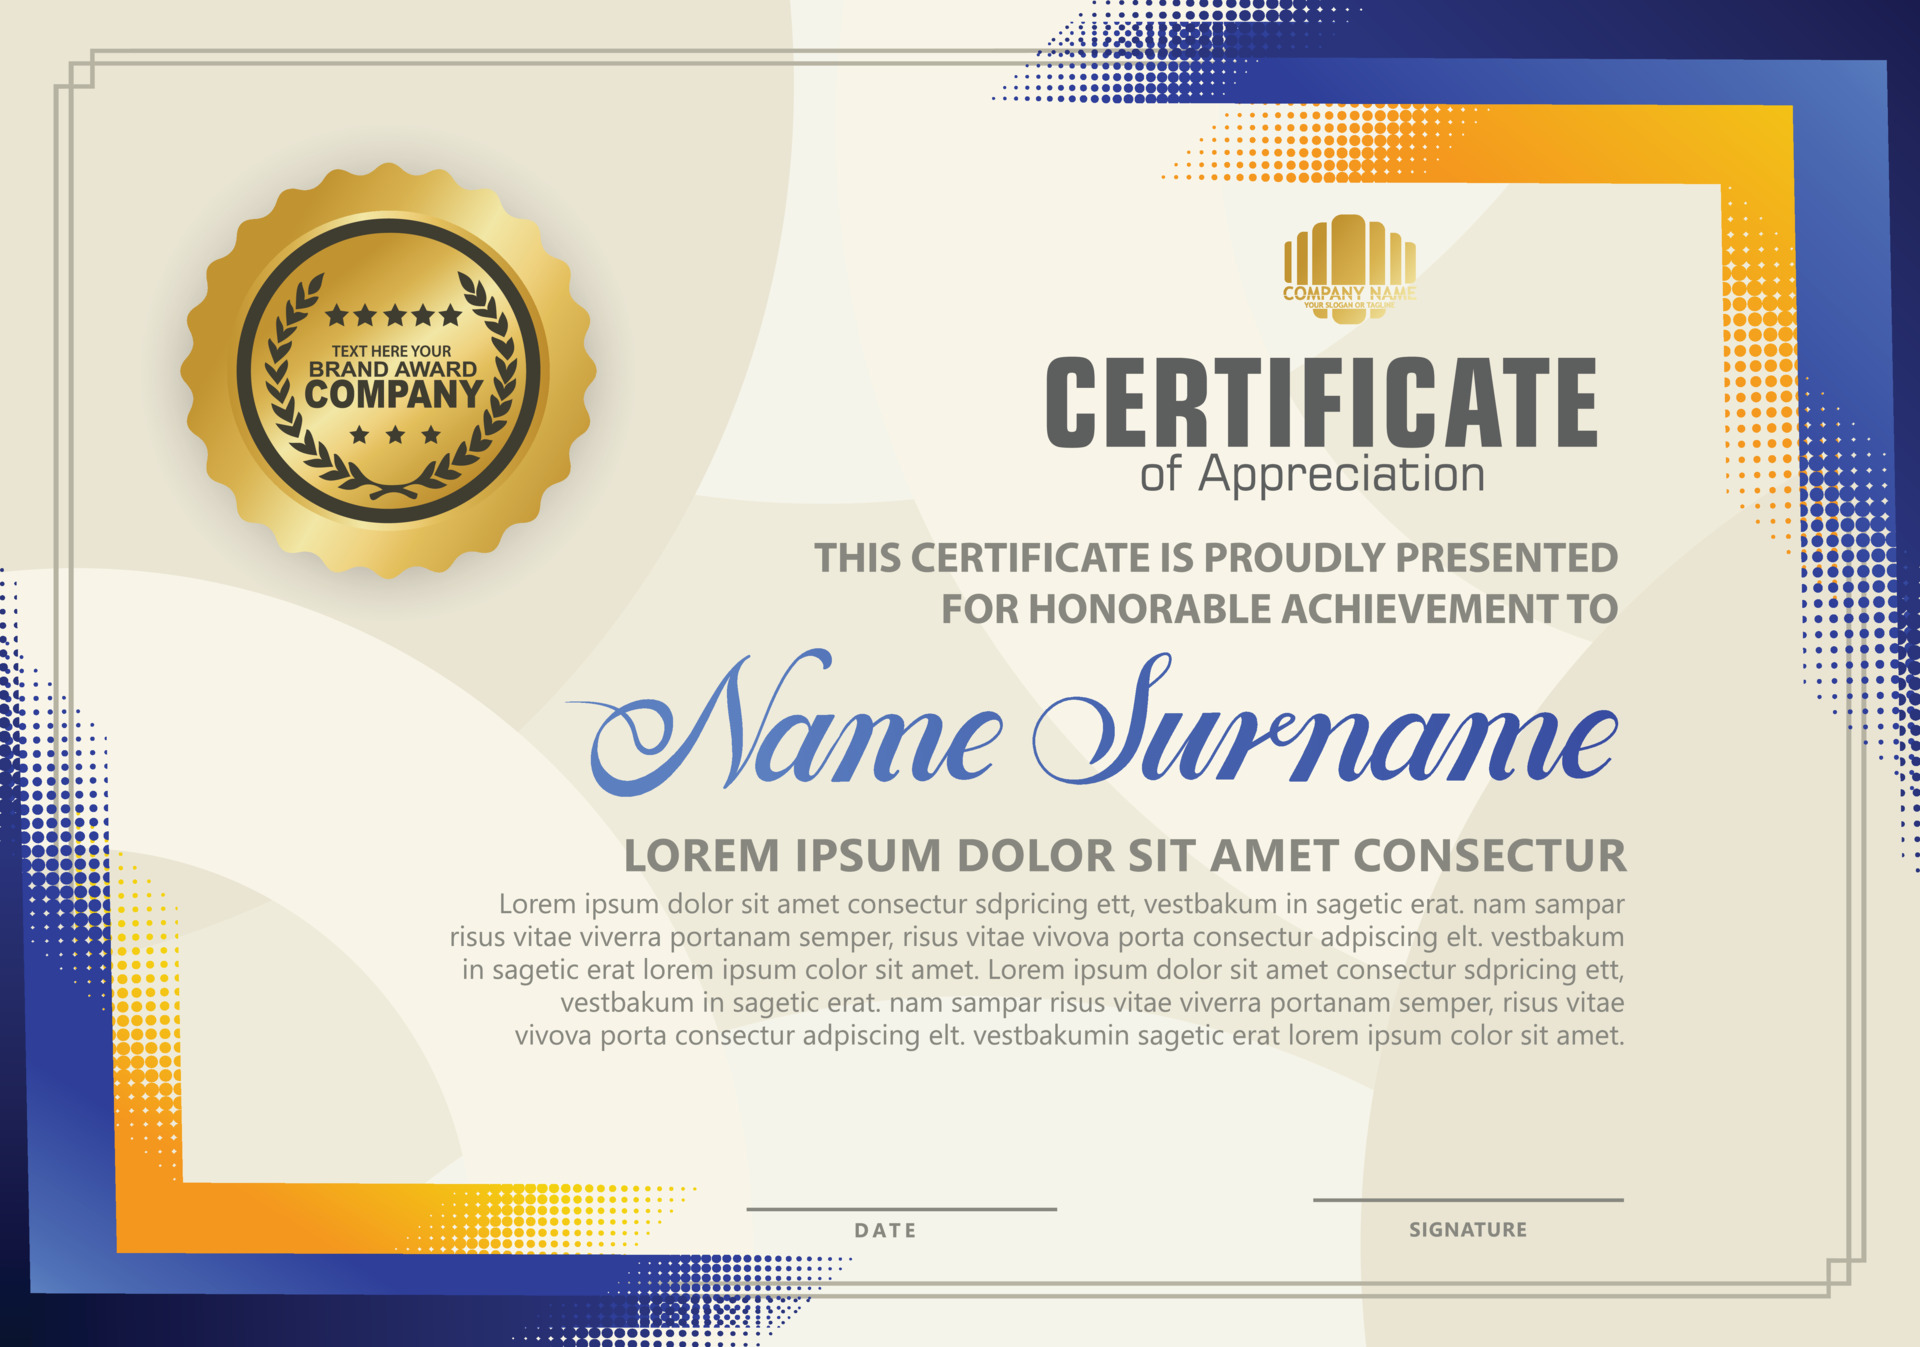 TEXT HERE YOUR
BRAND AWARD
COMPANY
COMPANY NAME
YOUR SLOGAN OR TAGLINE
CERTIFICATE
of Appreciation
THIS CERTIFICATE IS PROUDLY PRESENTED
FOR HONORABLE ACHIEVEMENT TO
Name Surname
LOREM IPSUM DOLOR SIT AMET CONSECTUR
Lorem ipsum dolor sit amet consectur sdpricing ett, vestbakum in sagetic erat. nam sampar
risus vitae viverra portanam semper, risus vitae vivova porta consectur adpiscing elt. vestbakum
in sagetic erat lorem ipsum color sit amet. Lorem ipsum dolor sit amet consectur sdpricing ett,
vestbakum in sagetic erat. nam sampar risus vitae viverra portanam semper, risus vitae
vivova porta consectur adpiscing elt. vestbakumin sagetic erat lorem ipsum color sit amet.
DATE
SIGNATURE